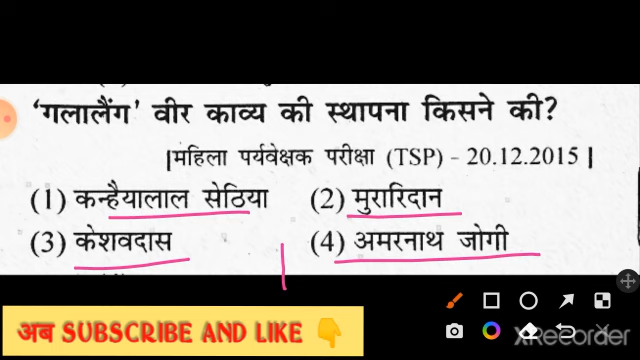 ‘गलालैंग’ वीर काव्य की स्थापना किसने की?
|महिला पर्यवेक्षक परीक्षा (TSP) - 20.12.2015|
(1) कन्हैयालाल सेठिया (2) मुरारिदान
(3) केशवदास (4) अमरनाथ जोगी
अब SUBSCRIBE AND LIKE 👇
XRecorder